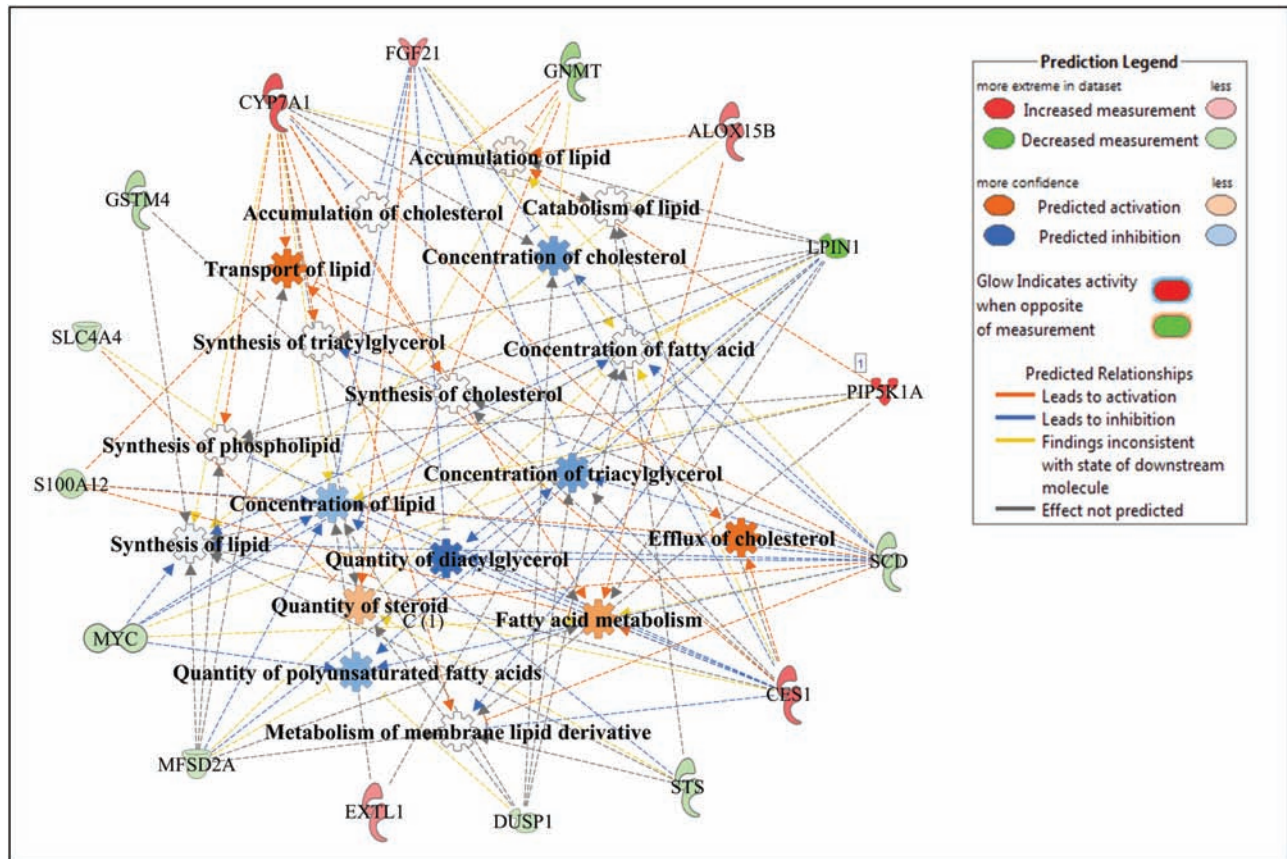 FGF21
GNMT
CYP7A1
ALOX15B
Accumulation of lipid
GSTM4
Catabolism of lipid
Accumulation of cholesterol
LPIN1
Concentration of cholesterol
Transport of lipid
SLC4A4
Synthesis of triacylglycerol
Concentration of fatty acid
1
PIP5K1A
Synthesis of cholesterol
Synthesis of phospholipid
Concentration of triacylglycerol
S100A12
Concentration of lipid
Efflux of cholesterol
Synthesis of lipid
Quantity of diacylglycerol
SCD
Quantity of steroid
C (1)
Fatty acid metabolism
MYC
Quantity of polyunsaturated fatty acids
CES1
Metabolism of membrane lipid derivative
MFSD2A
STS
EXTL1
DUSP1
Prediction Legend
more extreme in dataset less
Increased measurement
Decreased measurement
more confidence less
Predicted activation
Predicted inhibition
Glow Indicates activity
when opposite
of measurement
Predicted Relationships
Leads to activation
Leads to inhibition
Findings inconsistent
with state of downstream
molecule
Effect not predicted